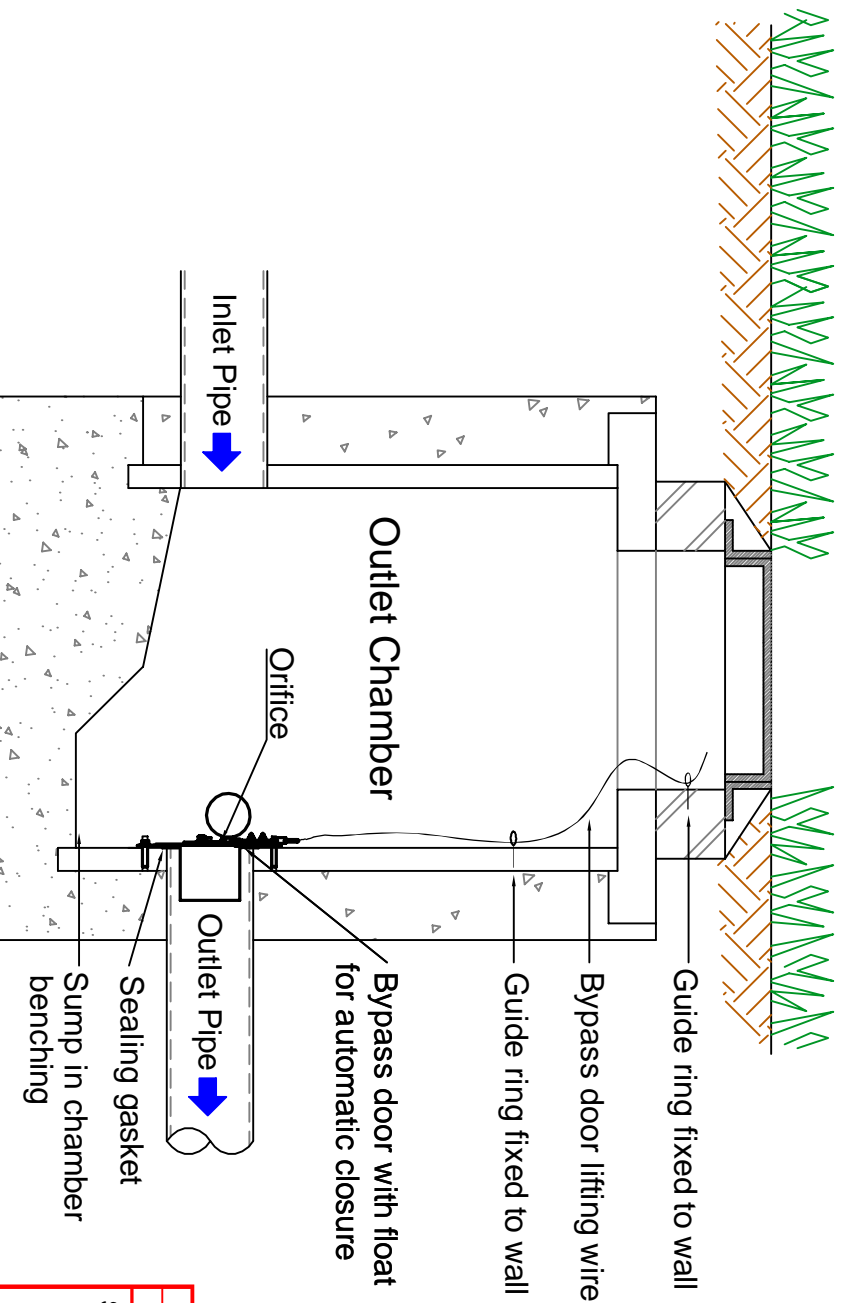 Guide ring fixed to wall
Bypass door lifting wire
Guide ring fixed to wall
Outlet Chamber
Bypass door with float
for automatic closure
Orifice
Inlet Pipe
Outlet Pipe
Sealing gasket
Sump in chamber
benching